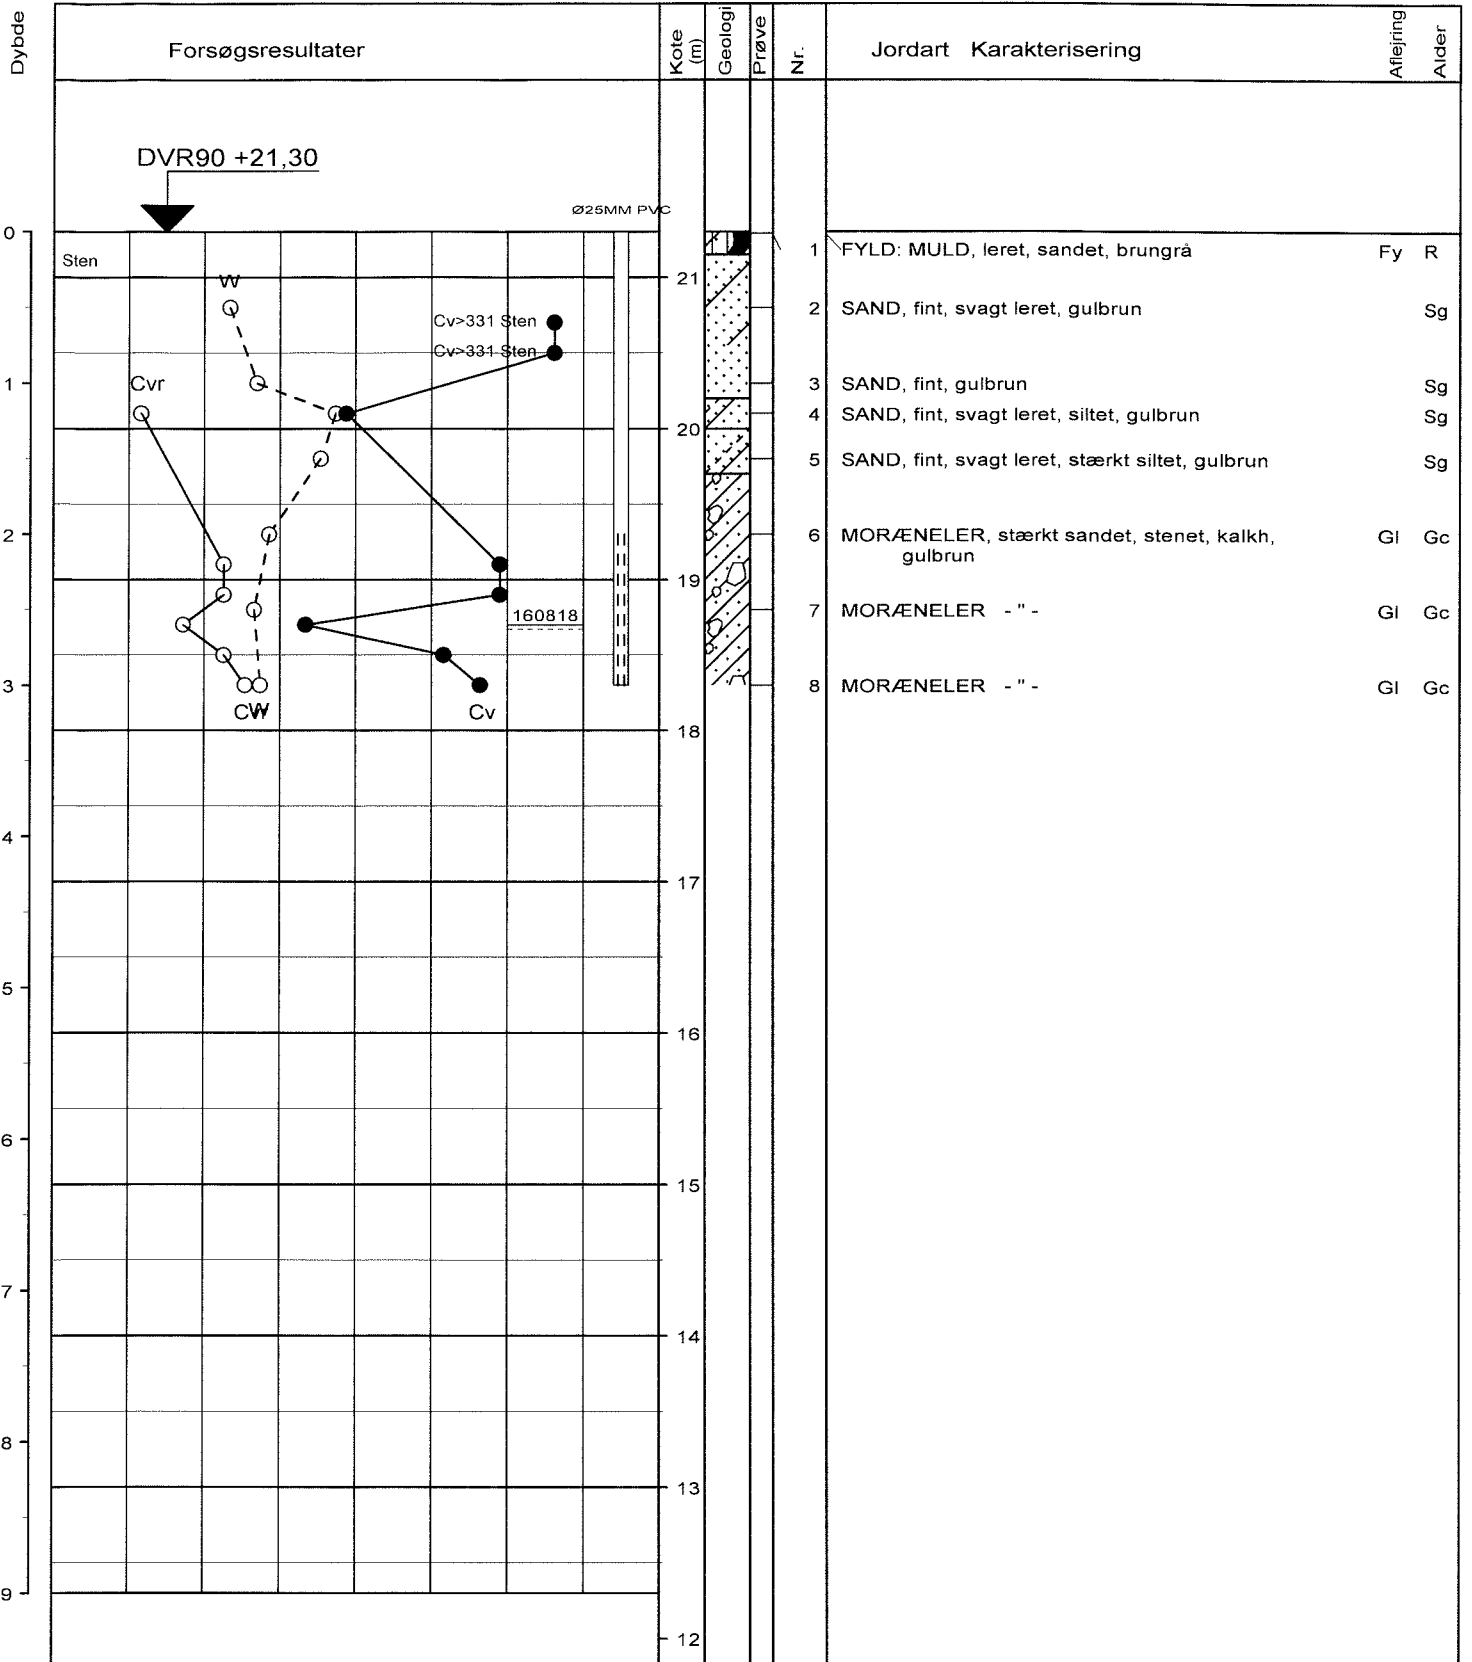 Dybde
Forsøgsresultater
Kote (m)
Geologi
Prøve
Nr.
Jordart Karakterisering
Aflejring
Alder
DVR90 +21,30
Ø25MM PVC
0
Sten
1 FYLD: MULD, leret, sandet, brungrå Fy R
21
W
2 SAND, fint, svagt leret, gulbrun Sg
Cv>331 Sten
Cv>331 Sten
1
Cvr
3 SAND, fint, gulbrun Sg
4 SAND, fint, svagt leret, siltet, gulbrun Sg
20
5 SAND, fint, svagt leret, stærkt siltet, gulbrun Sg
2
6 MORÆNELER, stærkt sandet, stenet, kalkh, Gl Gc
gulbrun
19
160818
7 MORÆNELER - " - Gl Gc
3
8 MORÆNELER - " - Gl Gc
Cvr
W
Cv
18
4
17
5
16
6
15
7
14
8
13
9
12